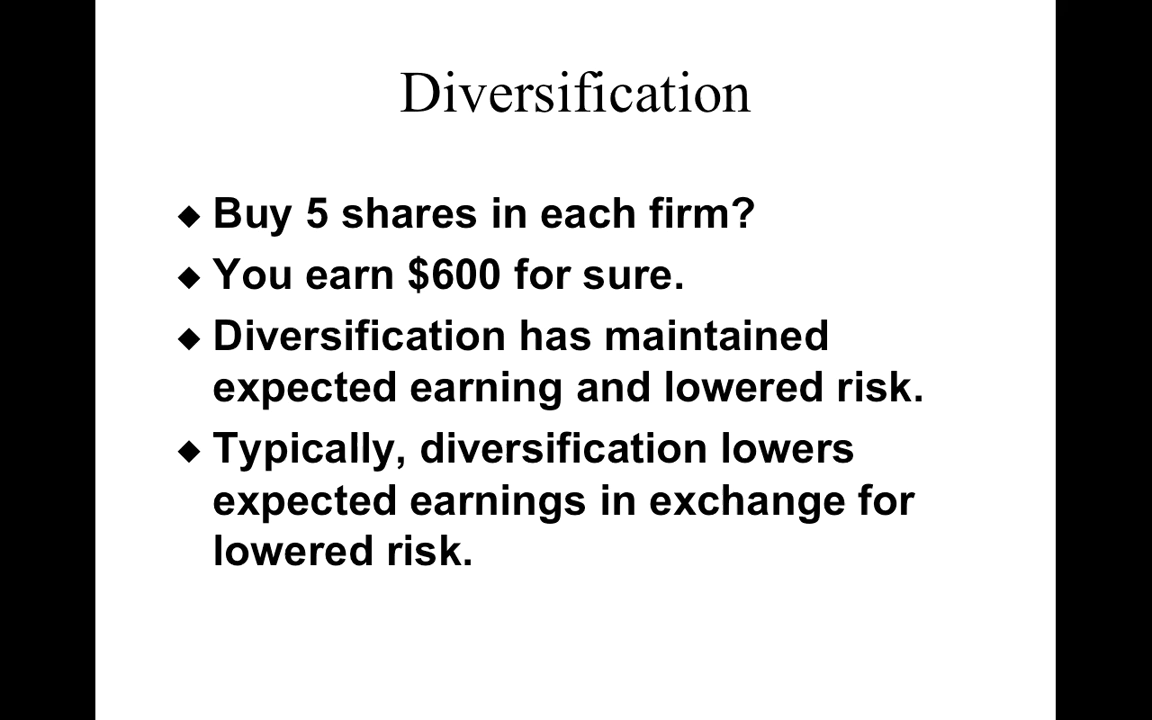 Diversification
◆ Buy 5 shares in each firm?
◆ You earn $600 for sure.
◆ Diversification has maintained
expected earning and lowered risk.
◆ Typically, diversification lowers
expected earnings in exchange for
lowered risk.